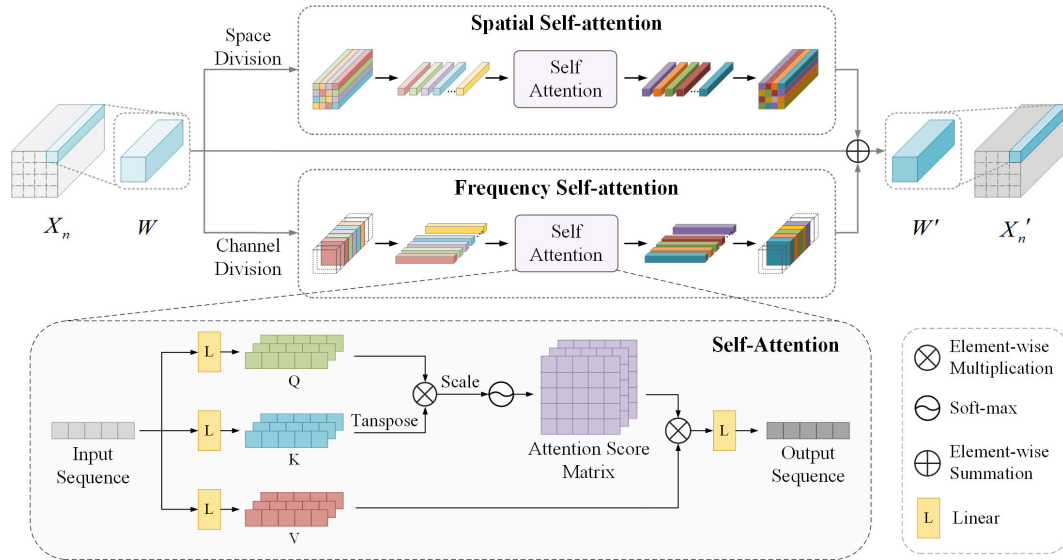 Spatial Self-attention
Space
Division
Self
Attention
...
...
X_n
W
W'
X_n'
Frequency Self-attention
Channel
Division
Self
Attention
Self-Attention
L
Q
Scale
Tanspose
L
K
Input
Sequence
Attention Score
Matrix
L
Output
Sequence
L
V
Element-wise
Multiplication
Soft-max
Element-wise
Summation
L
Linear